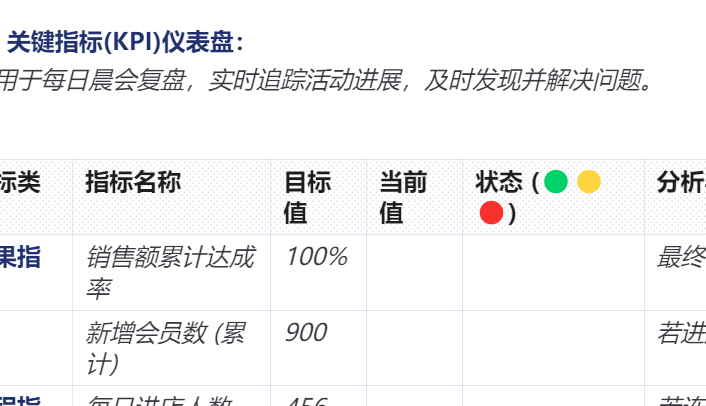 关键指标(KPI)仪表盘：
用于每日晨会复盘，实时追踪活动进展，及时发现并解决问题。
标类 指标名称 目标值 当前值 状态 (🟢 🟡 🔴) 分析
果指 销售额累计达成率 100% 最终
新增会员数 (累计) 900 若进
每日进店人数 456